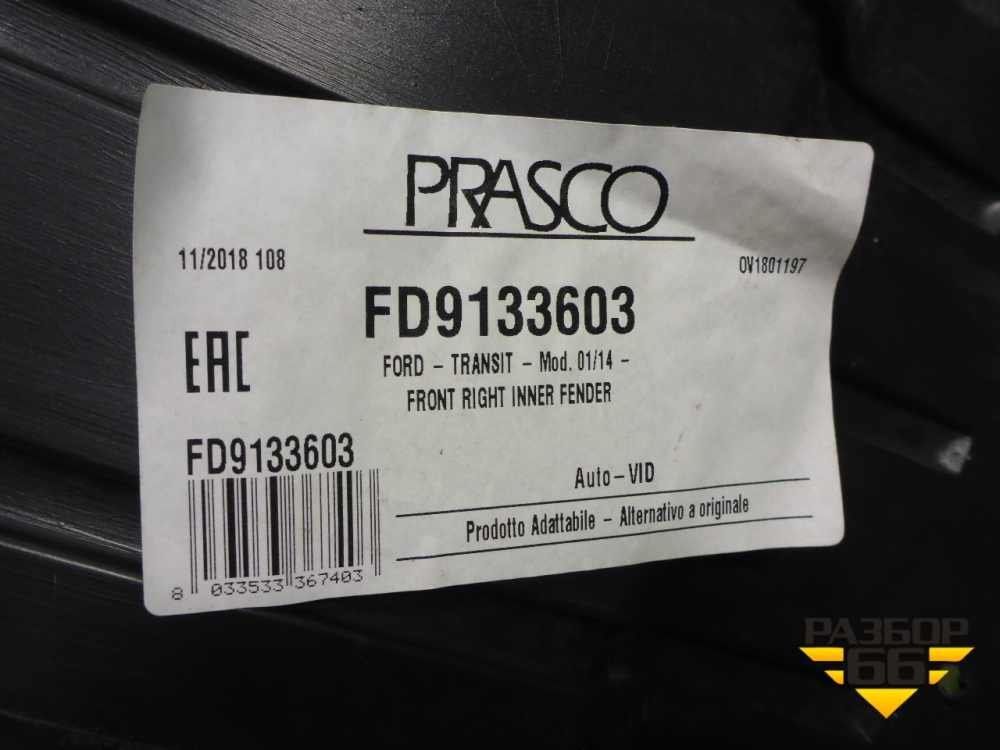 PRASCO
11/2018 108
OV1801197
FD9133603
EAC
FORD - TRANSIT - Mod. 01/14 -
FRONT RIGHT INNER FENDER
FD9133603
Auto-VID
Prodotto Adattabile - Alternativo a originale
8 033533 367403
РАЗБОР
66